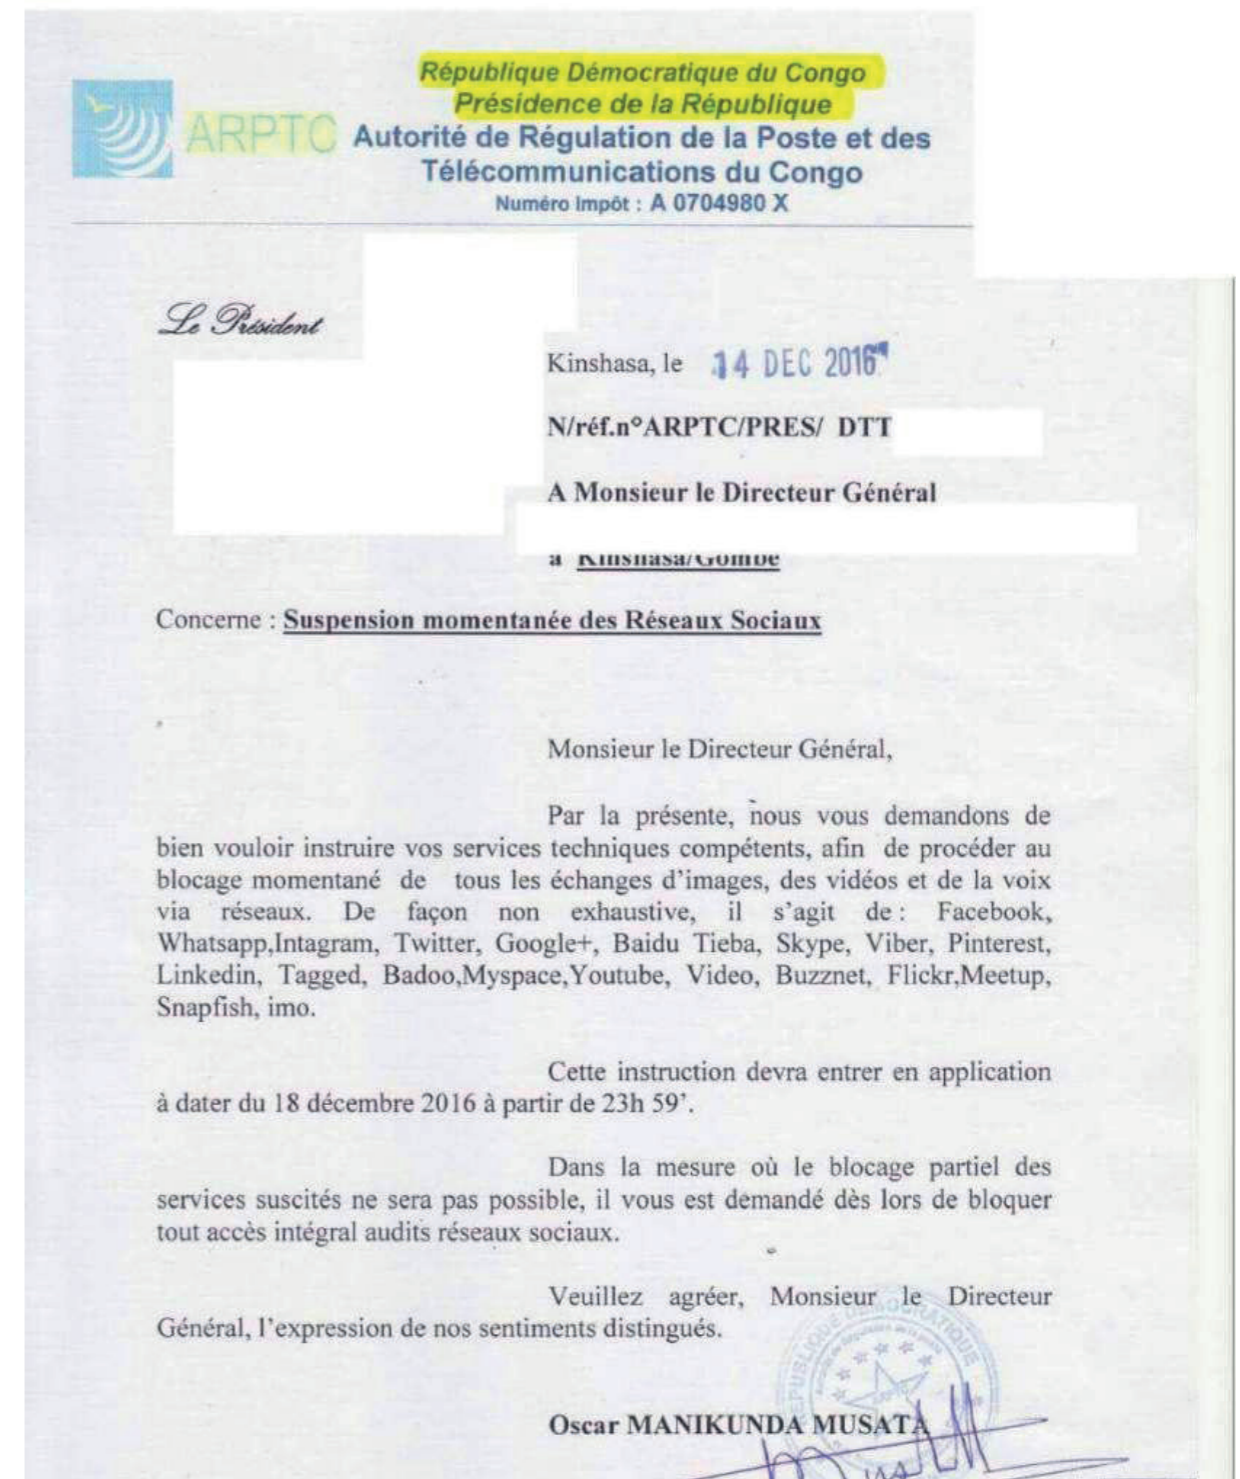 République Démocratique du Congo
Présidence de la République
ARPTC
Autorité de Régulation de la Poste et des
Télécommunications du Congo
Numéro Impôt : A 0704980 X
Le Président
Kinshasa, le 14 DEC 2016
N/réf.n°ARPTC/PRES/ DTT
A Monsieur le Directeur Général
à Kinshasa/Gombe
Concerne : Suspension momentanée des Réseaux Sociaux
Monsieur le Directeur Général,
Par la présente, nous vous demandons de
bien vouloir instruire vos services techniques compétents, afin de procéder au
blocage momentané de tous les échanges d'images, des vidéos et de la voix
via réseaux. De façon non exhaustive, il s'agit de : Facebook,
Whatsapp,Intagram, Twitter, Google+, Baidu Tieba, Skype, Viber, Pinterest,
Linkedin, Tagged, Badoo,Myspace,Youtube, Video, Buzznet, Flickr,Meetup,
Snapfish, imo.
Cette instruction devra entrer en application
à dater du 18 décembre 2016 à partir de 23h 59'.
Dans la mesure où le blocage partiel des
services suscités ne sera pas possible, il vous est demandé dès lors de bloquer
tout accès intégral audits réseaux sociaux.
Veuillez agréer, Monsieur le Directeur
Général, l'expression de nos sentiments distingués.
Oscar MANIKUNDA MUSATA